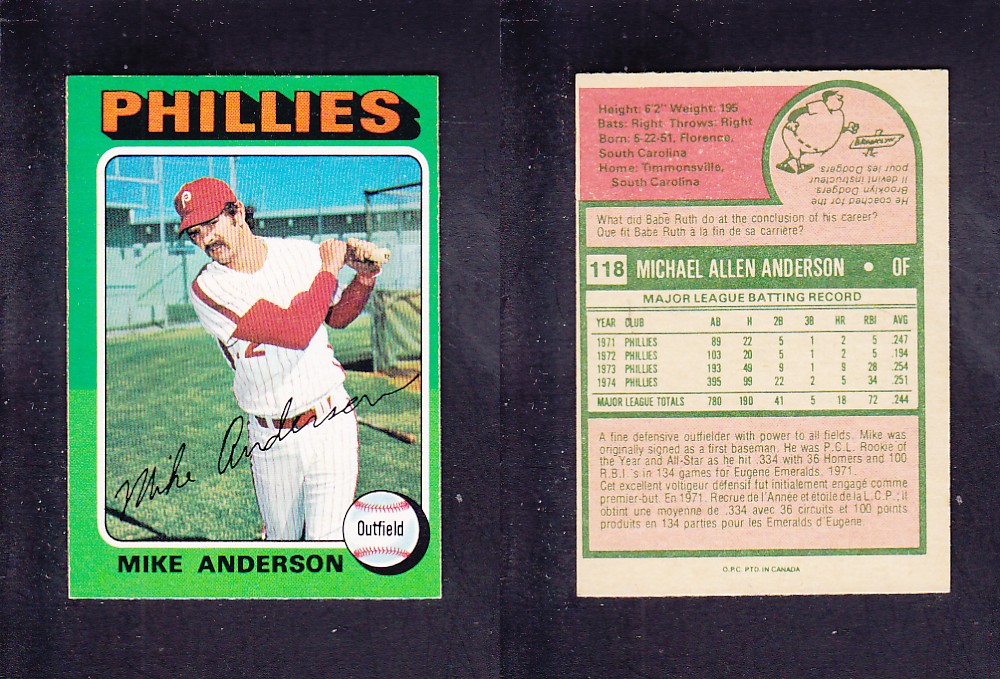 PHILLIES
P
2
Mike Anderson
Outfield
MIKE ANDERSON
Height: 6'2" Weight: 195
Bats: Right Throws: Right
Born: 6-22-51, Florence,
South Carolina
Home: Timmonsville,
South Carolina
BROOKLYN
He coached for the
Brooklyn Dodgers
Il devint instructeur
pour les Dodgers
What did Babe Ruth do at the conclusion of his career?
Que fit Babe Ruth à la fin de sa carrière?
118 MICHAEL ALLEN ANDERSON • OF
MAJOR LEAGUE BATTING RECORD
YEAR CLUB AB H 2B 3B HR RBI AVG
1971 PHILLIES 89 22 5 1 2 5 .247
1972 PHILLIES 103 20 5 1 2 5 .194
1973 PHILLIES 193 49 9 1 9 28 .254
1974 PHILLIES 395 99 22 2 5 34 .251
MAJOR LEAGUE TOTALS 780 190 41 5 18 72 .244
A fine defensive outfielder with power to all fields, Mike was
originally signed as a first baseman. He was P.C.L. Rookie of
the Year and All-Star as he hit .334 with 36 Homers and 100
R.B.I.'s in 134 games for Eugene Emeralds, 1971.
Cet excellent voltigeur défensif fut initialement engagé comme
premier-but. En 1971, Recrue de l'Année et étoile de la L.C.P.; il
obtint une moyenne de .334 avec 36 circuits et 100 points
produits en 134 parties pour les Emeralds d'Eugene.
O.P.C. PTD. IN CANADA